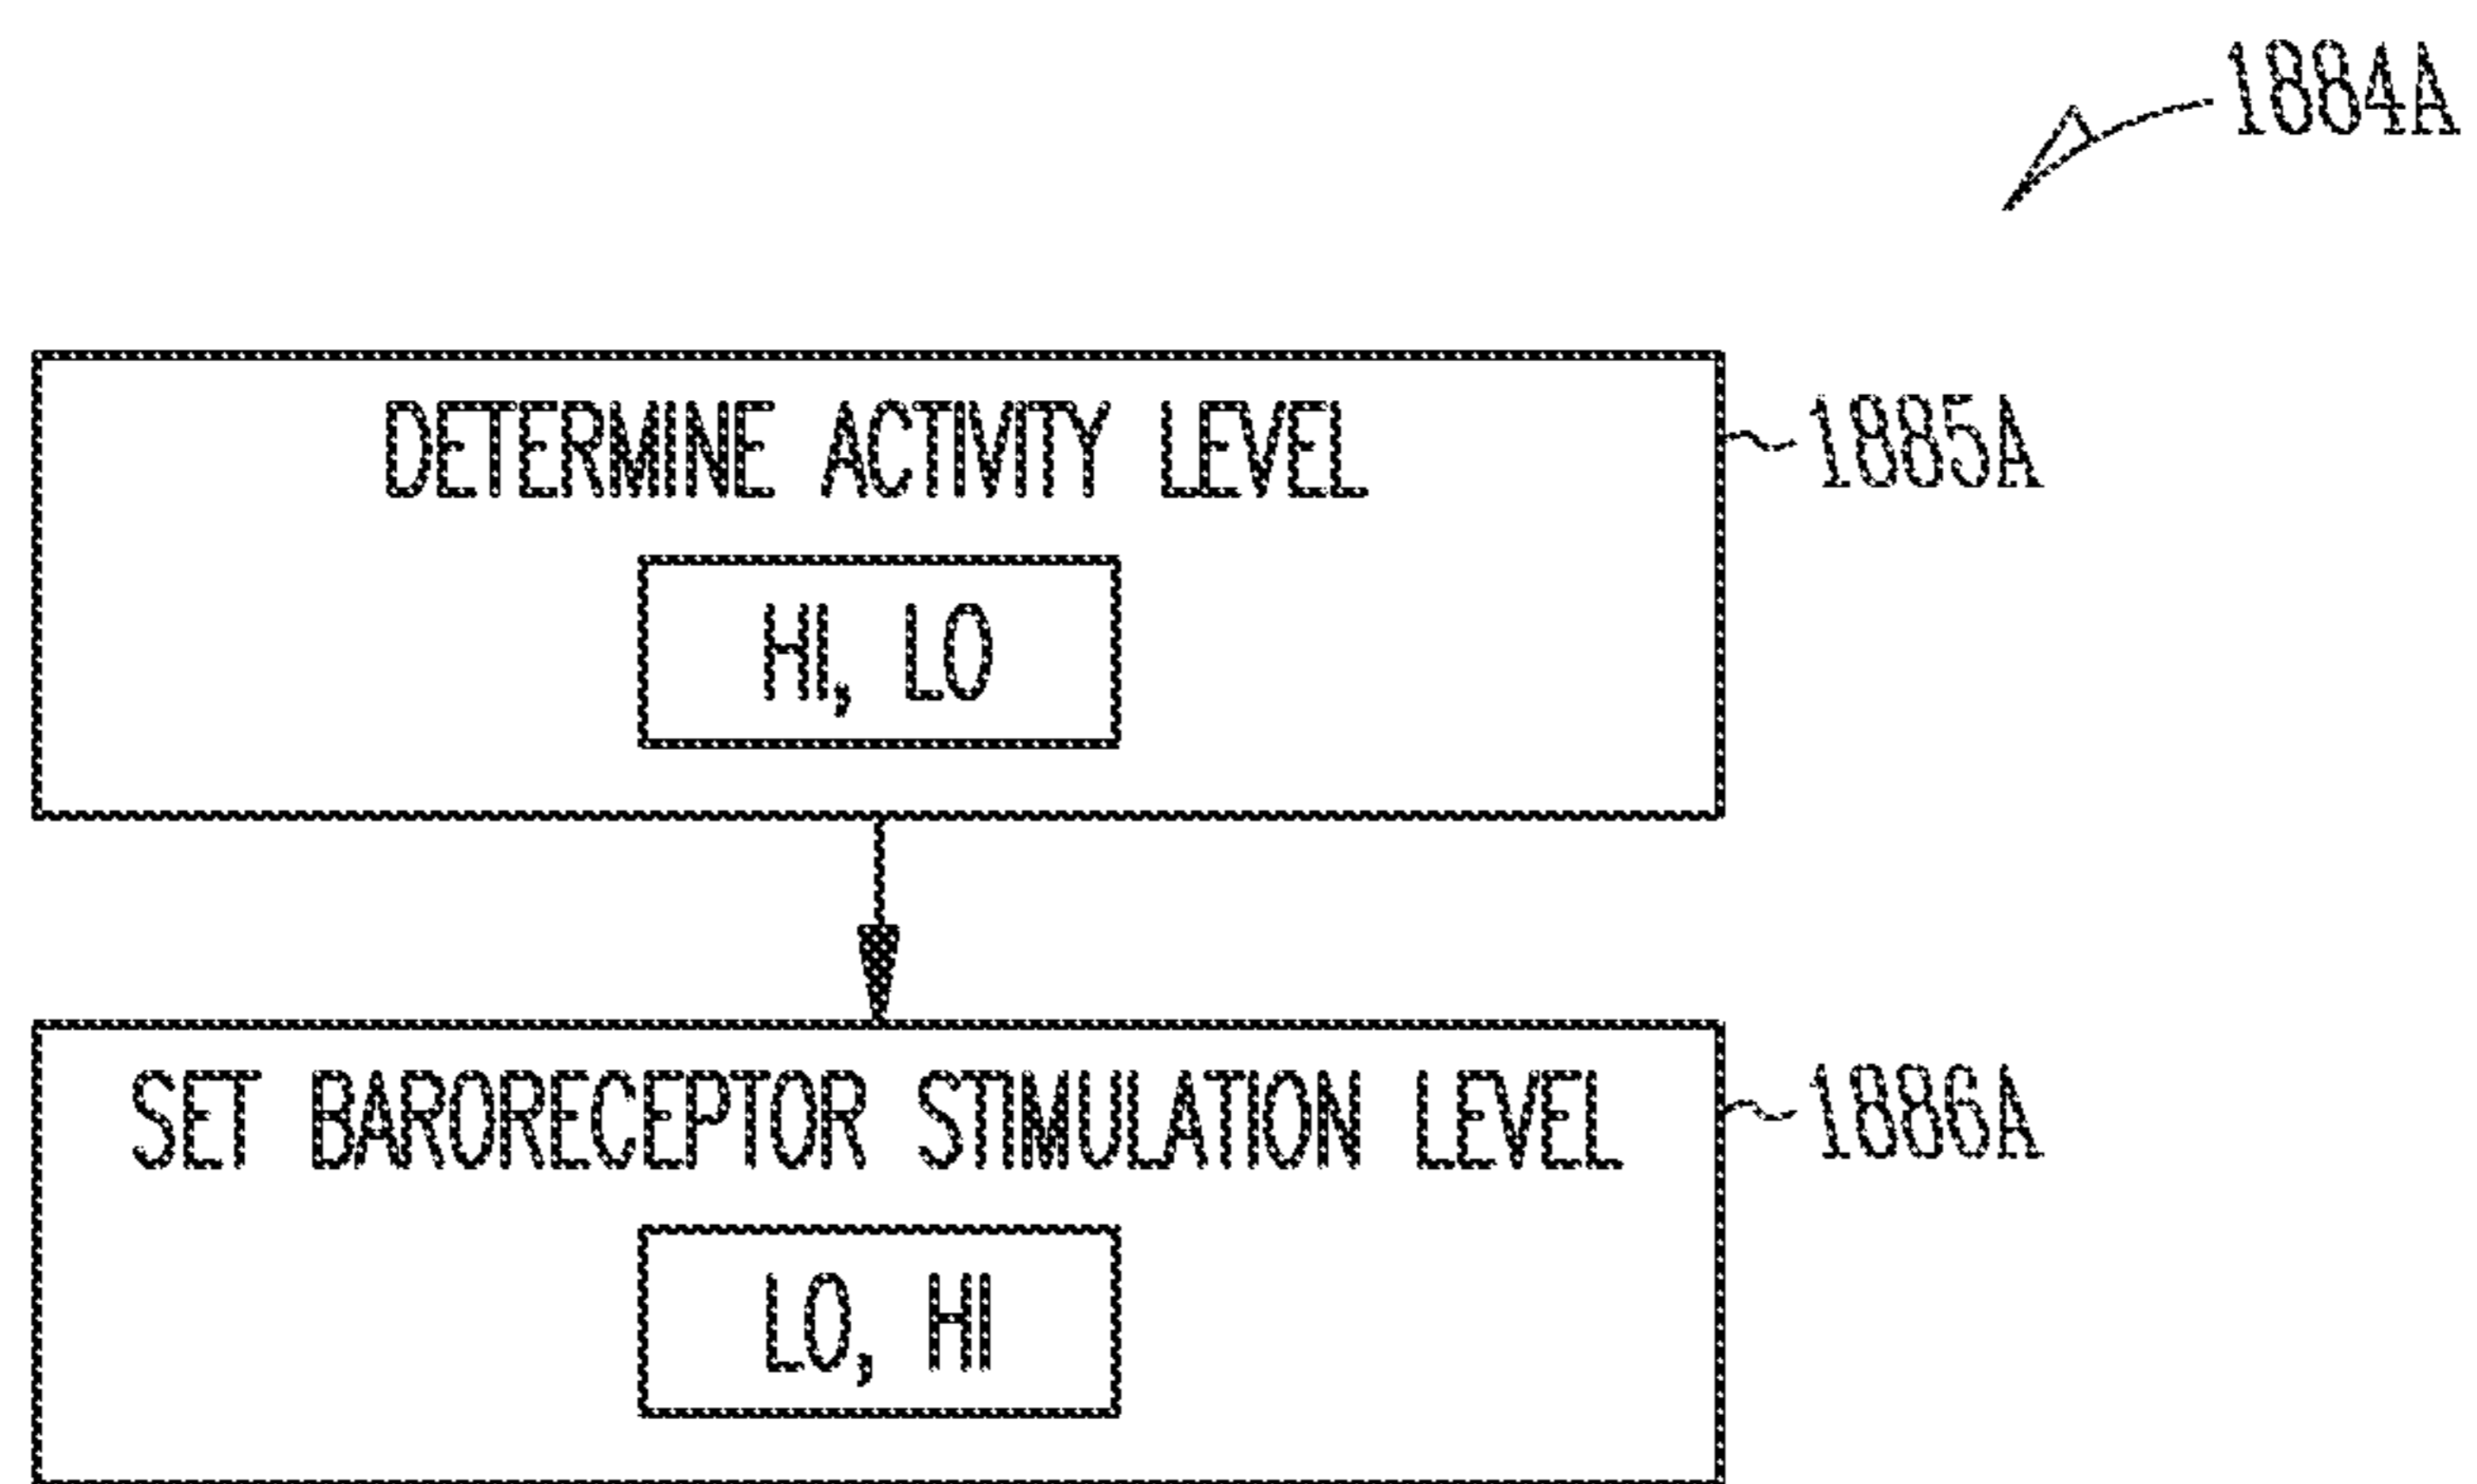 1884A
DETERMINE ACTIVITY LEVEL
1885A
HI, LO
SET BARORECEPTOR STIMULATION LEVEL
1886A
LO, HI